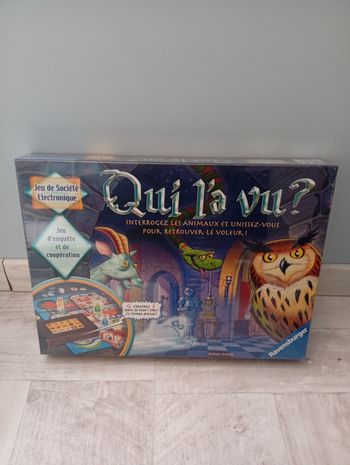 Jeu de Société
Electronique
Qui l'a vu?
INTERROGEZ LES ANIMAUX ET UNISSEZ-VOUS
POUR RETROUVER LE VOLEUR!
Jeu
d'enquête
et de
coopération
Ravensburger